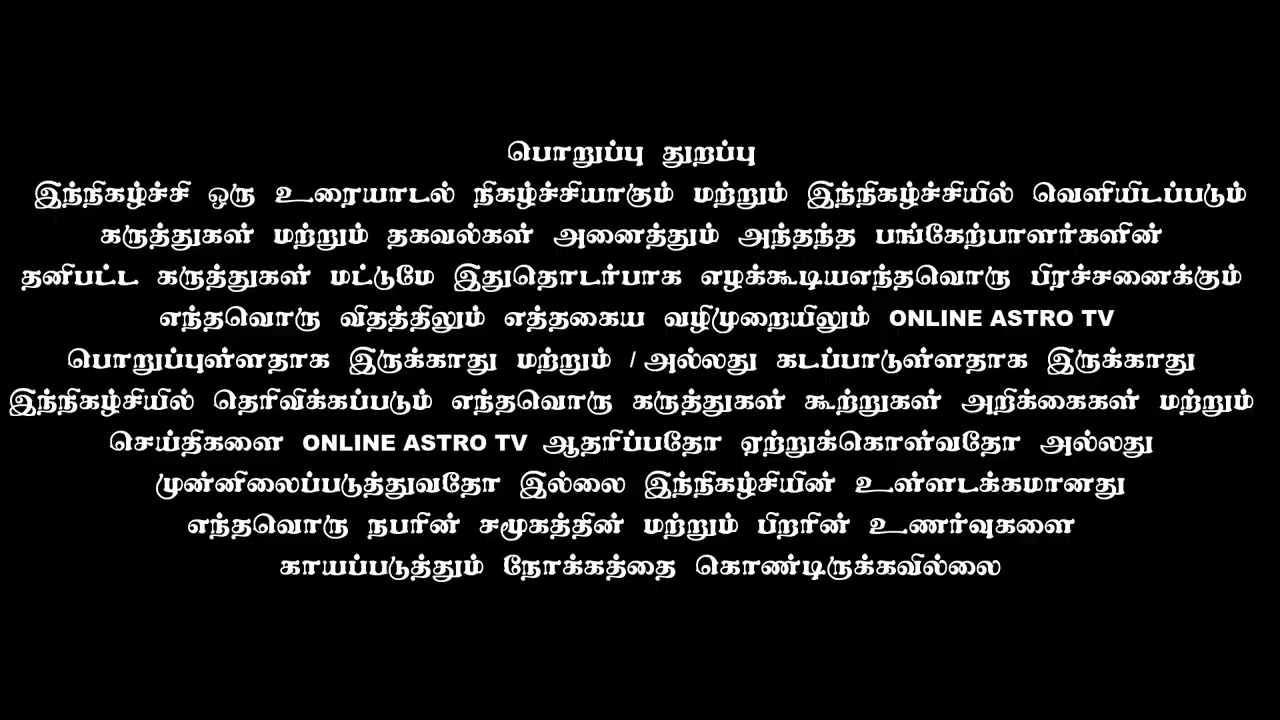 பொறுப்பு துறப்பு
இந்நிகழ்ச்சி ஒரு உரையாடல் நிகழ்ச்சியாகும் மற்றும் இந்நிகழ்ச்சியில் வெளியிடப்படும்
கருத்துகள் மற்றும் தகவல்கள் அனைத்தும் அந்தந்த பங்கேற்பாளர்களின்
தனிபட்ட கருத்துகள் மட்டுமே இதுதொடர்பாக எழக்கூடியஎந்தவொரு பிரச்சனைக்கும்
எந்தவொரு விதத்திலும் எத்தகைய வழிமுறையிலும் ONLINE ASTRO TV
பொறுப்புள்ளதாக இருக்காது மற்றும் / அல்லது கடப்பாடுள்ளதாக இருக்காது
இந்நிகழ்சியில் தெரிவிக்கப்படும் எந்தவொரு கருத்துகள் கூற்றுகள் அறிக்கைகள் மற்றும்
செய்திகளை ONLINE ASTRO TV ஆதரிப்பதோ ஏற்றுக்கொள்வதோ அல்லது
முன்னிலைப்படுத்துவதோ இல்லை இந்நிகழ்சியின் உள்ளடக்கமானது
எந்தவொரு நபரின் சமூகத்தின் மற்றும் பிறரின் உணர்வுகளை
காயப்படுத்தும் நோக்கத்தை கொண்டிருக்கவில்லை